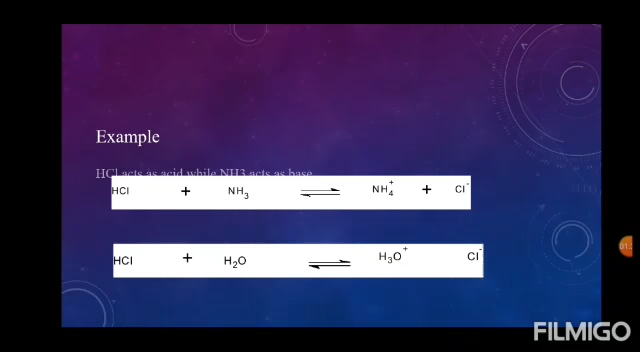 Example
HCl acts as acid while NH3 acts as base
HCl + NH₃ ⇌ NH₄⁺ + Cl⁻
HCl + H₂O ⇌ H₃O⁺ Cl⁻
FILMIGO